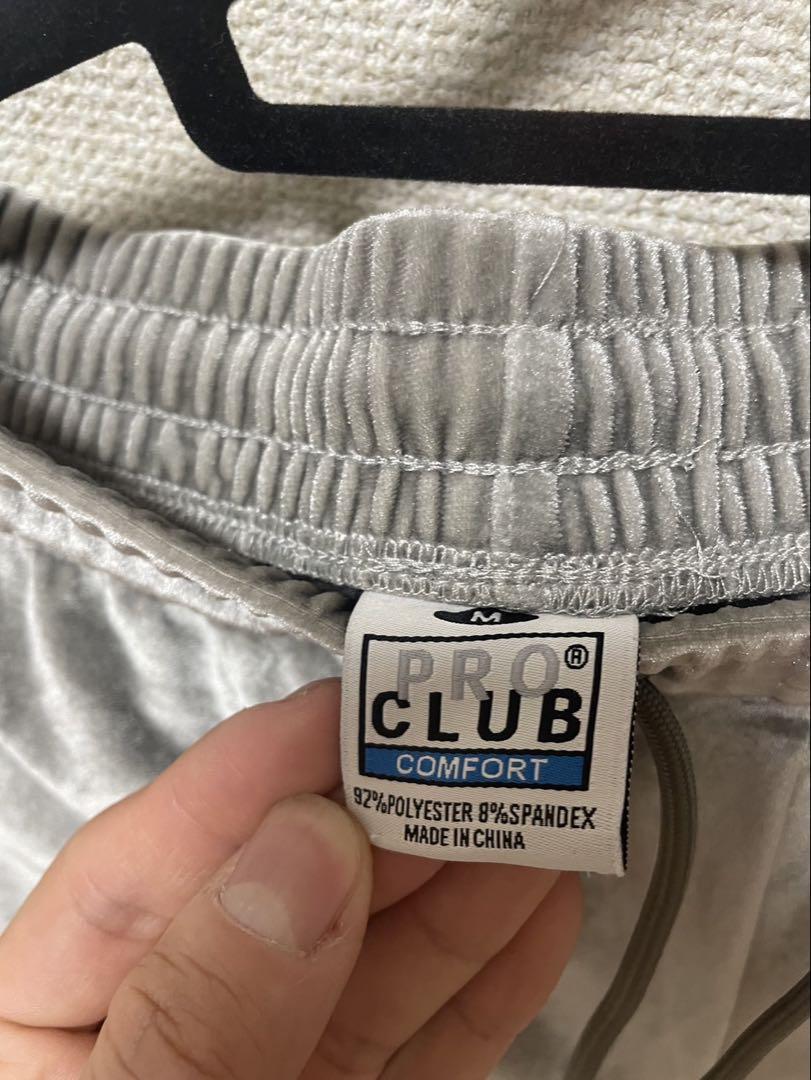 M
PRO®
CLUB
COMFORT
92%POLYESTER 8%SPANDEX
MADE IN CHINA